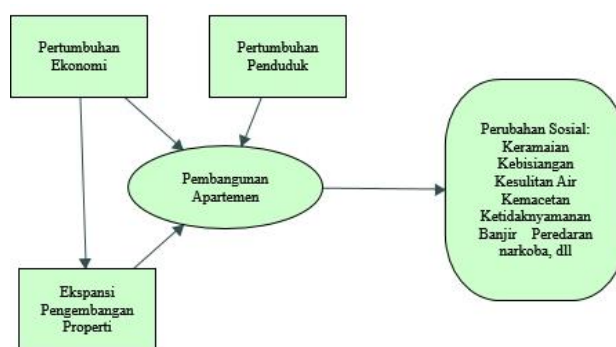 Pertumbuhan
Ekonomi
Pertumbuhan
Penduduk
Pembangunan
Apartemen
Ekspansi
Pengembangan
Properti
Perubahan Sosial:
Keramaian
Kebisingan
Kesulitan Air
Kemacetan
Ketidaknyamanan
Banjir Peredaran
narkoba, dll